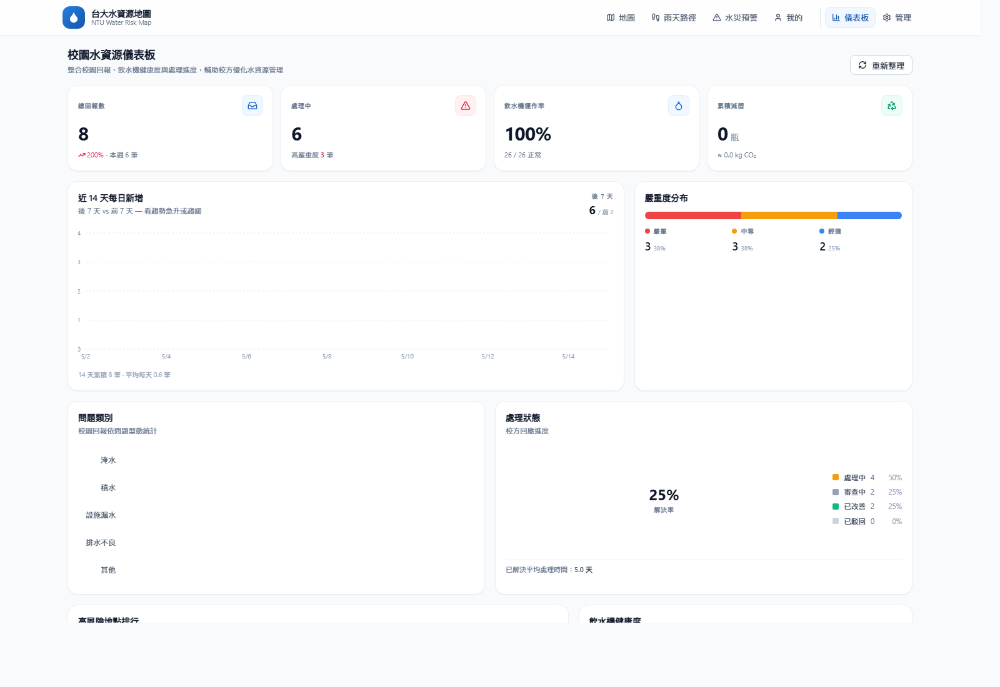 台大水資源地圖
NTU Water Risk Map
地圖
雨天路徑
水災預警
我的
儀表板
管理
校園水資源儀表板
整合校園回報、飲水機健康度與處理進度，輔助校方優化水資源管理
重新整理
總回報數
8
200% · 本週 6 筆
處理中
6
高嚴重度 3 筆
飲水機運作率
100%
26 / 26 正常
累積減塑
0 瓶
≈ 0.0 kg CO₂
近 14 天每日新增
後 7 天 vs 前 7 天 — 看趨勢急升或趨緩
後 7 天
6 / 前 2
4
3
2
1
0
5/2 5/4 5/6 5/8 5/10 5/12 5/14
14 天累積 8 筆 · 平均每天 0.6 筆
嚴重度分布
嚴重 中等 輕微
3 38% 3 38% 2 25%
問題類別
校園回報依問題型態統計
淹水
積水
設施漏水
排水不良
其他
處理狀態
校方回應進度
25%
解決率
處理中 4 50%
審查中 2 25%
已改善 2 25%
已駁回 0 0%
已解決平均處理時間：5.0 天
高風險地點排行
飲水機健康度